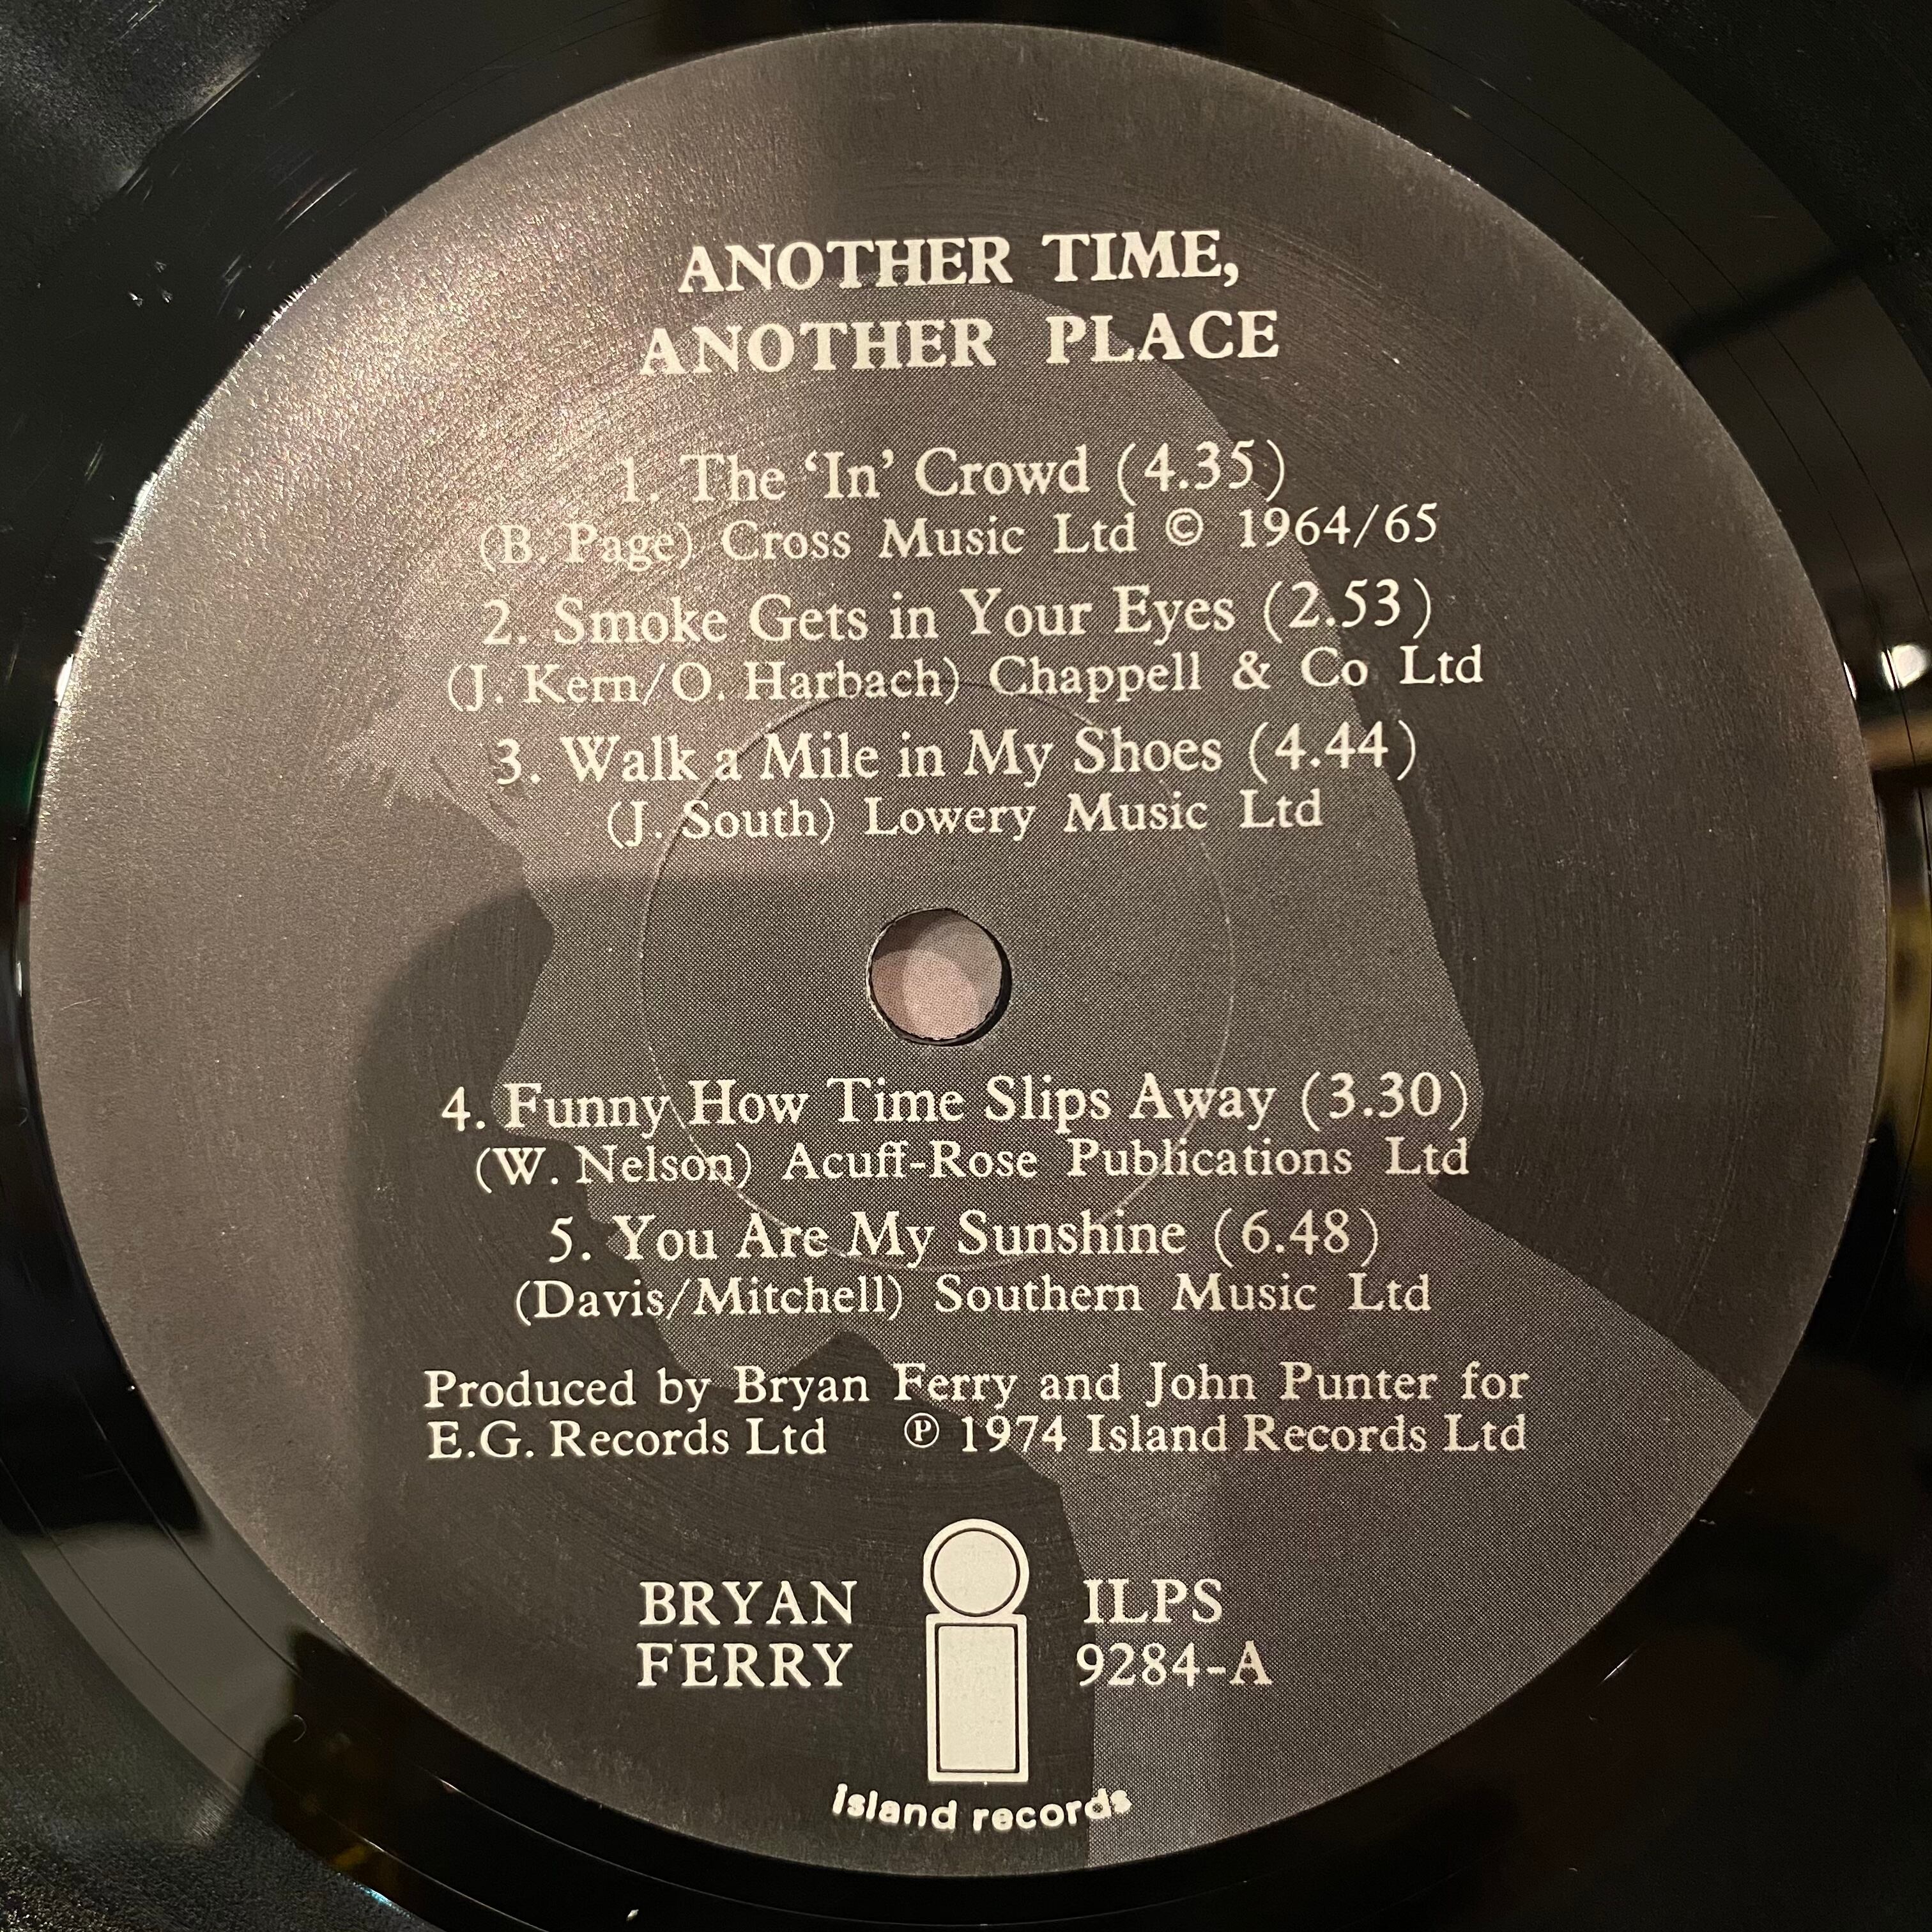 ANOTHER TIME,
ANOTHER PLACE
1. The ‘In’ Crowd (4.35)
(B. Page) Cross Music Ltd © 1964/65
2. Smoke Gets in Your Eyes (2.53)
(J. Kern/O. Harbach) Chappell & Co Ltd
3. Walk a Mile in My Shoes (4.44)
(J. South) Lowery Music Ltd
4. Funny How Time Slips Away (3.30)
(W. Nelson) Acuff-Rose Publications Ltd
5. You Are My Sunshine (6.48)
(Davis/Mitchell) Southern Music Ltd
Produced by Bryan Ferry and John Punter for
E.G. Records Ltd ℗ 1974 Island Records Ltd
BRYAN
FERRY
ILPS
9284-A
island records